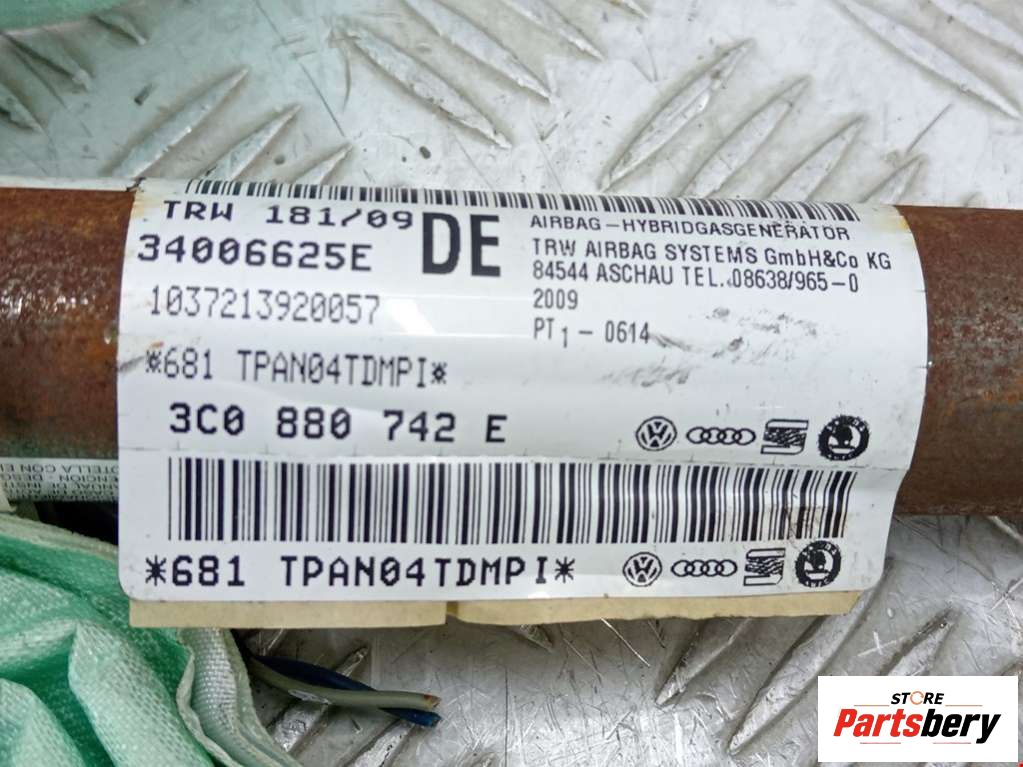 TRW 181/09
34006625E
DE
1037213920057
*681 TPAN04TDMPI*
3C0 880 742 E
AIRBAG-HYBRIDGASGENERATOR
TRW AIRBAG SYSTEMS GmbH&Co KG
84544 ASCHAU TEL. 08638/965-0
2009
PT1 - 0614
*681 TPAN04TDMPI*
STORE
Partsbery